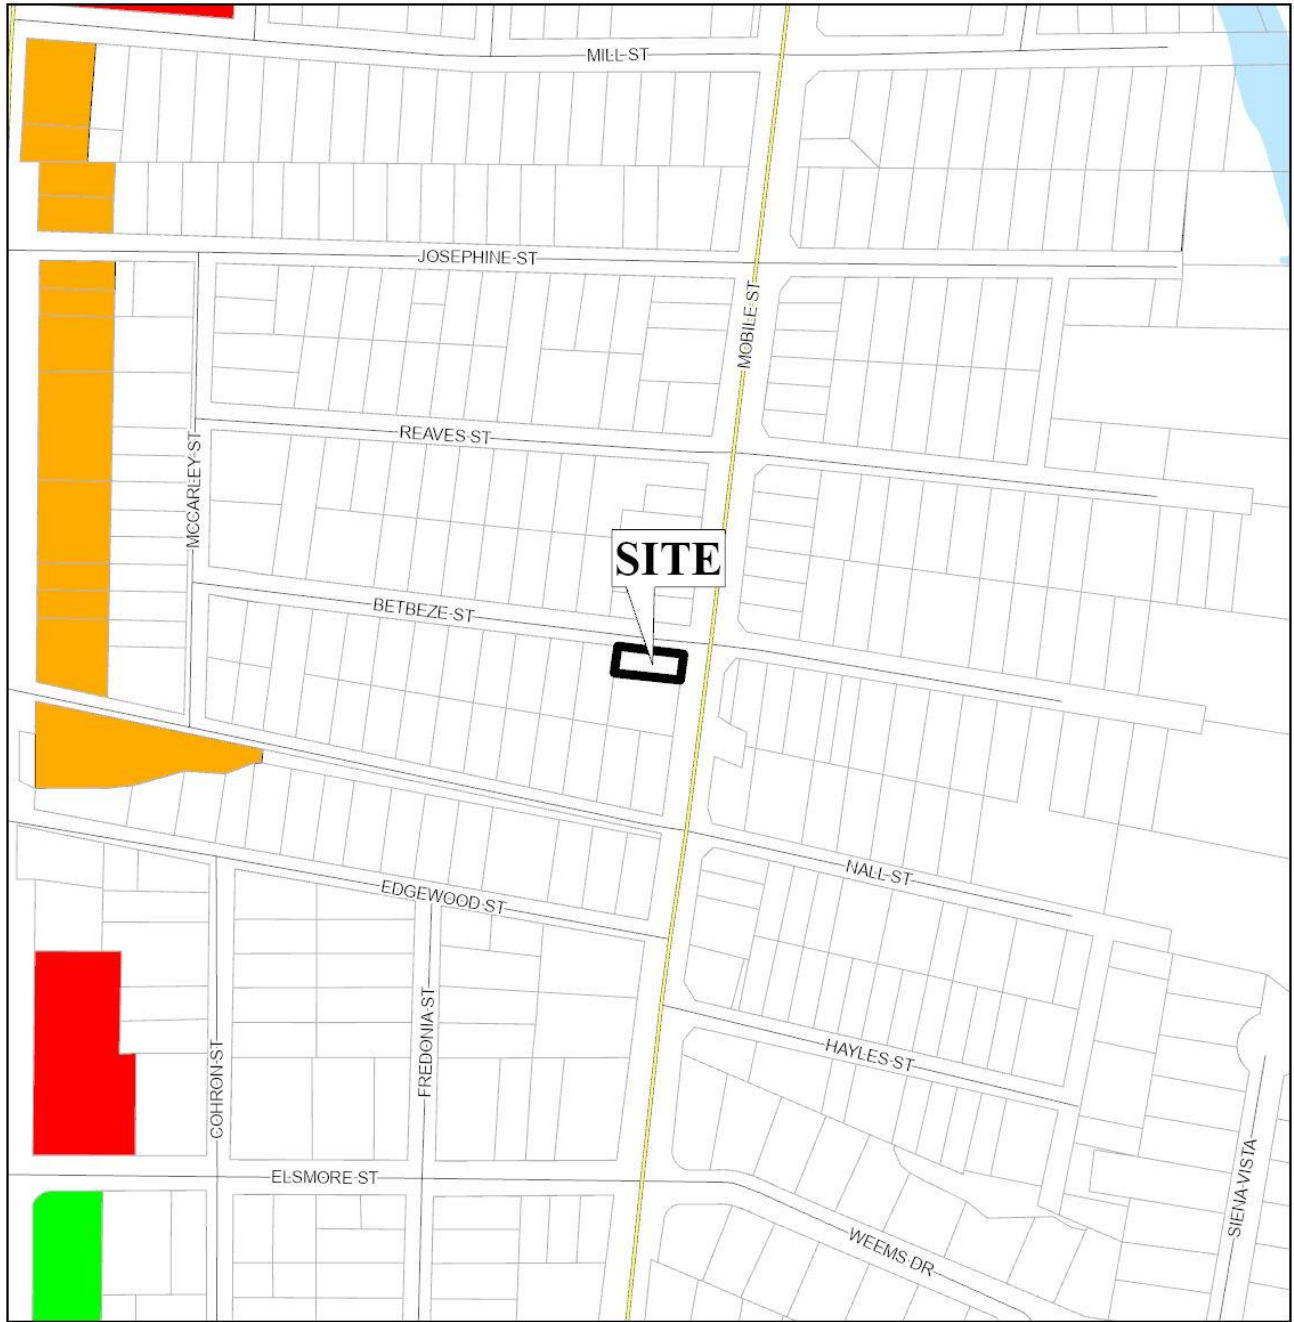 MILL ST
JOSEPHINE ST
MOBILE ST
REAVES ST
MCCARLEY ST
SITE
BETBEZE ST
NALL ST
EDGEWOOD ST
FREDONIA ST
COHRON ST
HAYLES ST
ELSMORE ST
SIENA VISTA
WEEMS DR